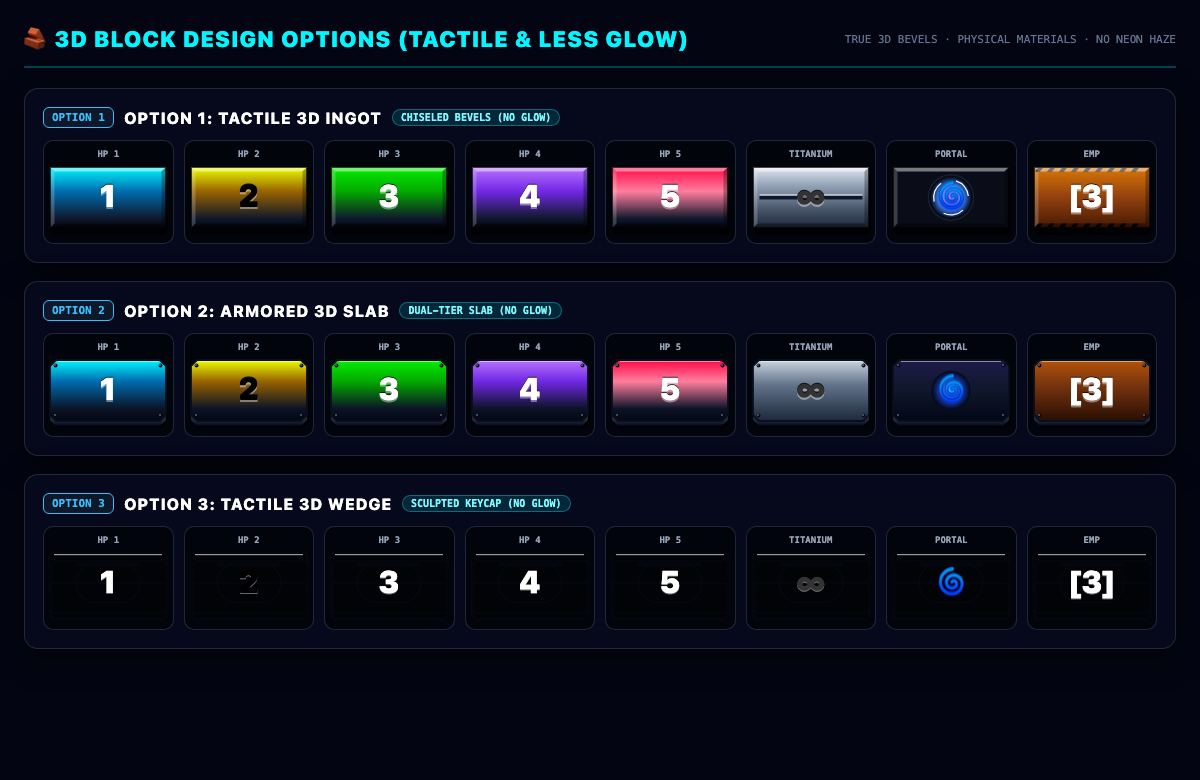 3D BLOCK DESIGN OPTIONS (TACTILE & LESS GLOW)
TRUE 3D BEVELS · PHYSICAL MATERIALS · NO NEON HAZE
OPTION 1 OPTION 1: TACTILE 3D INGOT CHISELED BEVELS (NO GLOW)
HP 1 HP 2 HP 3 HP 4 HP 5 TITANIUM PORTAL EMP
1 2 3 4 5 ∞ [3]
OPTION 2 OPTION 2: ARMORED 3D SLAB DUAL-TIER SLAB (NO GLOW)
HP 1 HP 2 HP 3 HP 4 HP 5 TITANIUM PORTAL EMP
1 2 3 4 5 ∞ [3]
OPTION 3 OPTION 3: TACTILE 3D WEDGE SCULPTED KEYCAP (NO GLOW)
HP 1 HP 2 HP 3 HP 4 HP 5 TITANIUM PORTAL EMP
1 2 3 4 5 ∞ [3]